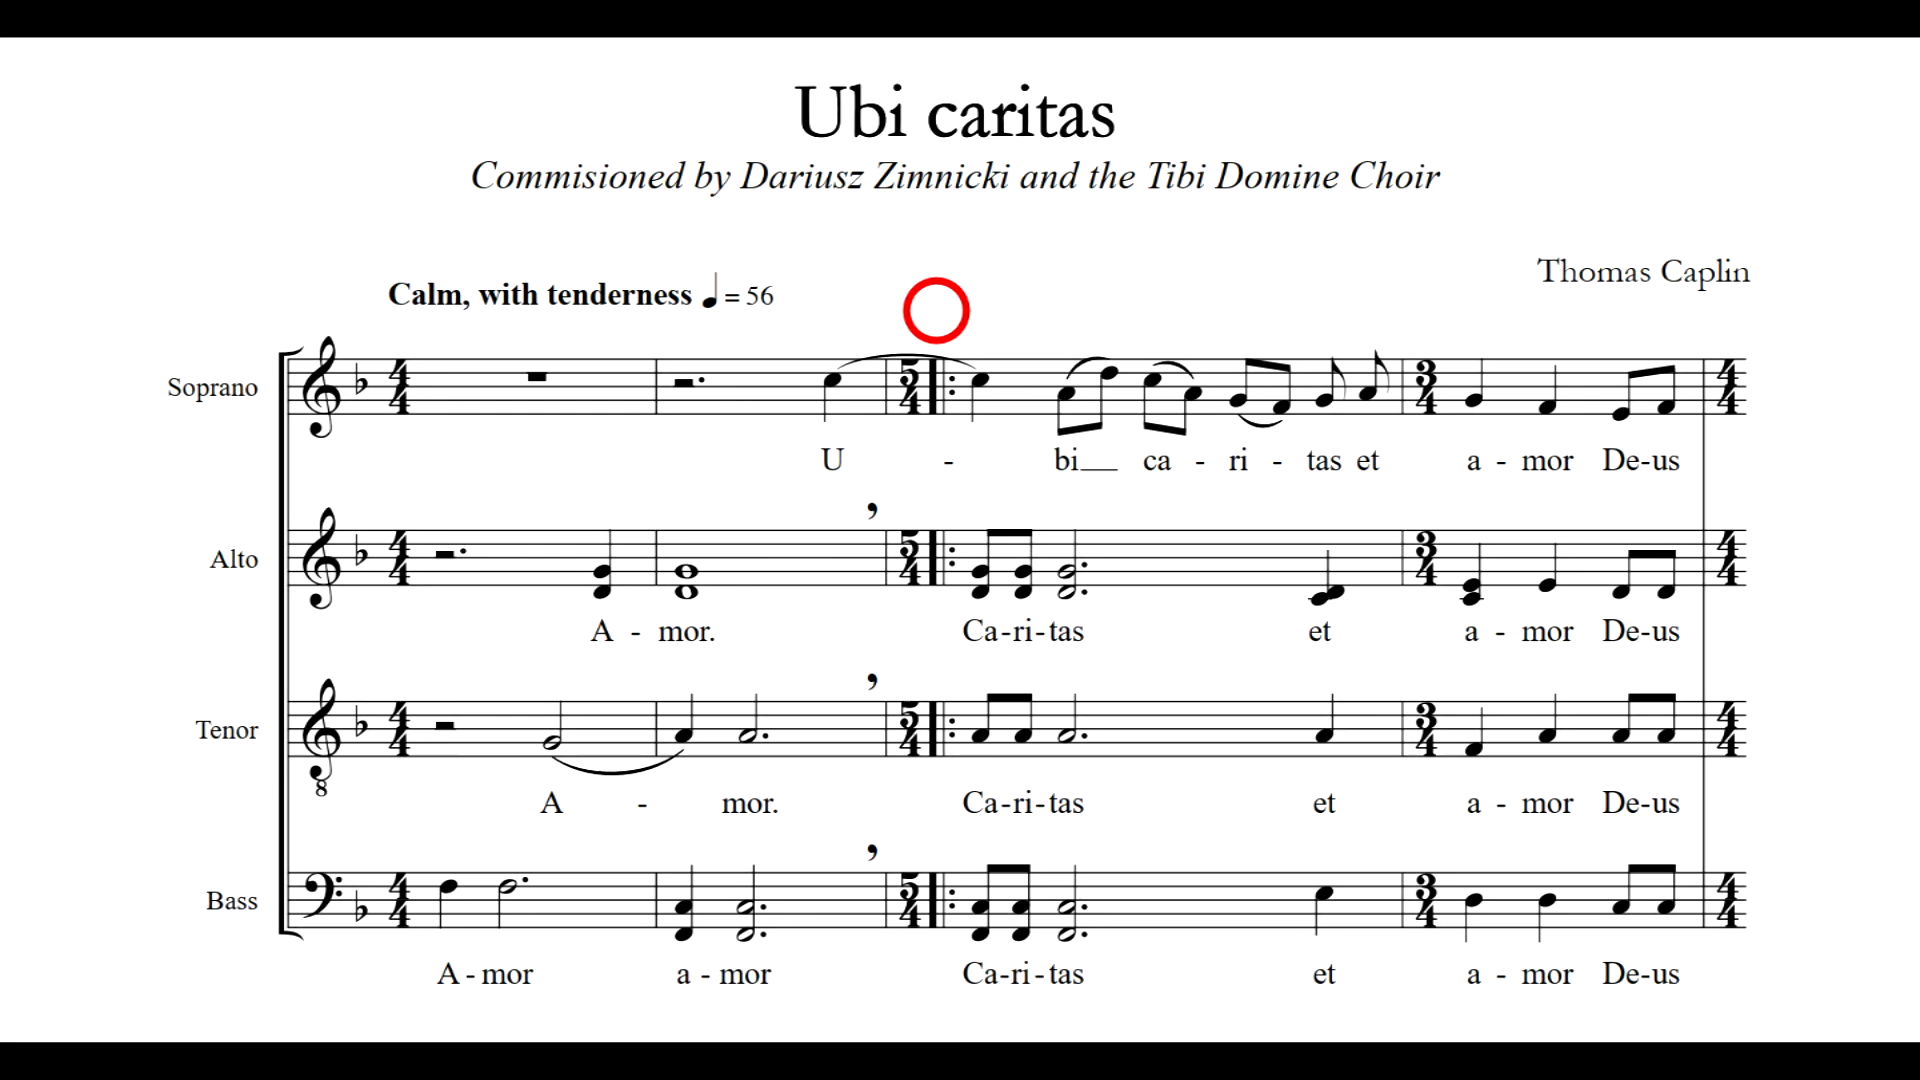 Ubi caritas
Commisioned by Dariusz Zimnicki and the Tibi Domine Choir
Thomas Caplin
Calm, with tenderness ♩ = 56
Soprano
U - bi ca - ri - tas et a - mor De-us
Alto
A - mor. Ca-ri-tas et a - mor De-us
Tenor
8
A - mor. Ca-ri-tas et a - mor De-us
Bass
A - mor a - mor Ca-ri-tas et a - mor De-us